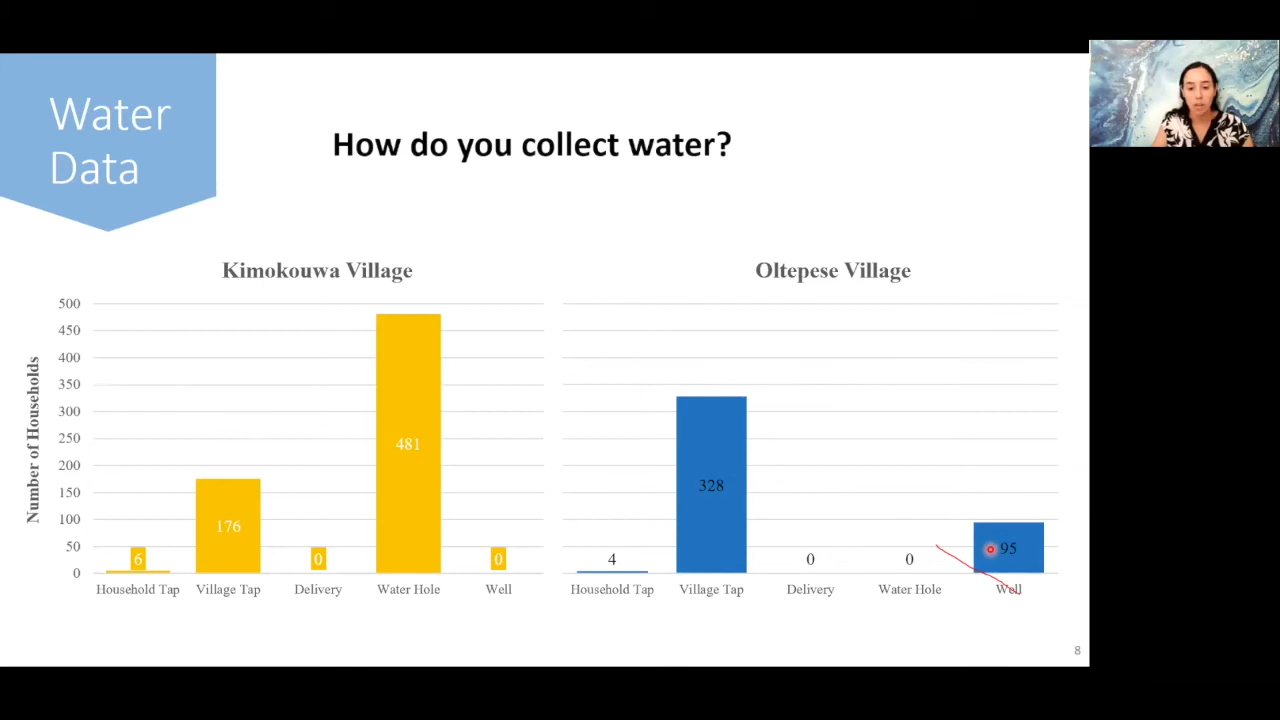 Water
Data
How do you collect water?
Kimokouwa Village
Oltepese Village
Number of Households
500
450
400
350
300
250
200
150
100
50
0
6
176
0
481
0
Household Tap
Village Tap
Delivery
Water Hole
Well
4
328
0
0
95
Household Tap
Village Tap
Delivery
Water Hole
Well
8